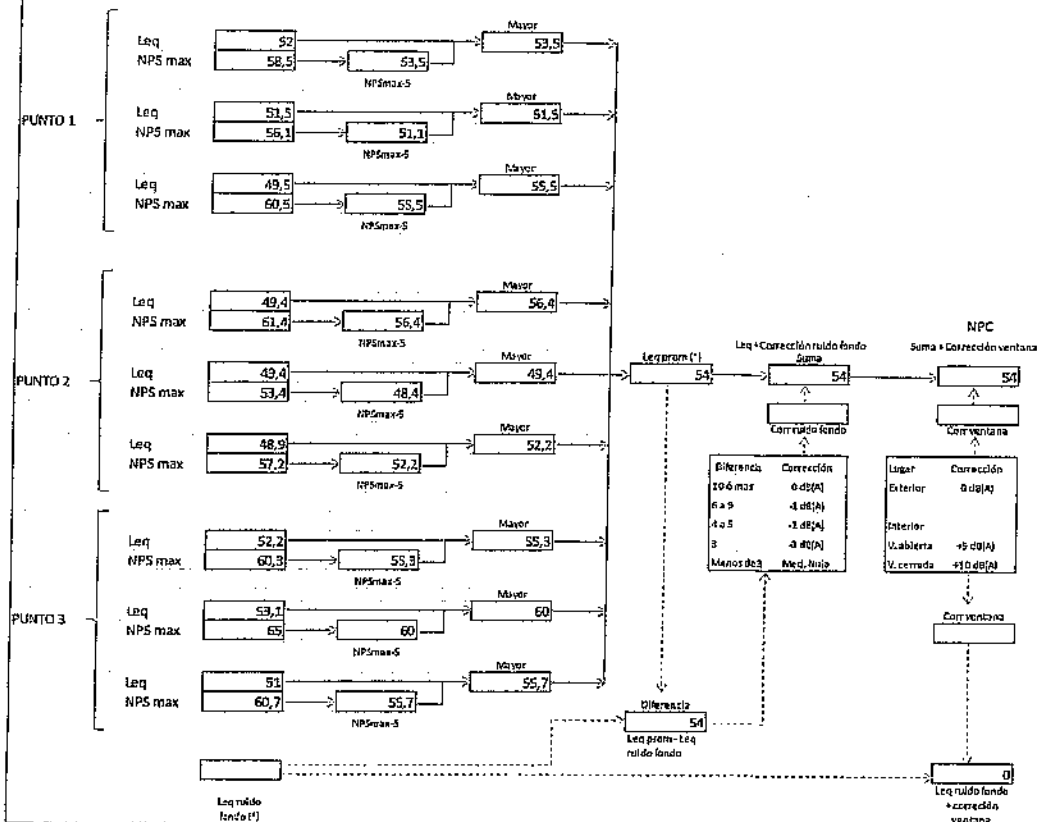 PUNTO 1
Leq 52 Mayor 53,5
NPS max 58,5 53,5
NPSmax-5
Leq 51,5 Mayor 51,5
NPS max 56,1 51,1
NPSmax-5
Leq 49,5 Mayor 55,5
NPS max 60,5 55,5
NPSmax-5
PUNTO 2
Leq 49,4 Mayor 56,4
NPS max 61,4 56,4
NPSmax-5
Leq 49,4 Mayor 49,4
NPS max 53,4 48,4
NPSmax-5
Leq 48,9 Mayor 52,2
NPS max 57,2 52,2
NPSmax-5
PUNTO 3
Leq 52,2 Mayor 55,3
NPS max 60,3 55,3
NPSmax-5
Leq 53,1 Mayor 60
NPS max 65 60
NPSmax-5
Leq 51 Mayor 55,7
NPS max 60,7 55,7
NPSmax-5
Leq ruido
fondo (*)
Leq prom (*)
54
Leq +Corrección ruido fondo
Suma
54
Corr ruido fondo
Diferencia Corrección
10 ó mas 0 dB(A)
6 a 9 -1 dB(A)
4 a 5 -2 dB(A)
3 -3 dB(A)
Menos de 3 Med. Nula
Diferencia
54
Leq prom - Leq
ruido fondo
NPC
Suma + Corrección ventana
54
Corr ventana
Lugar Corrección
Exterior 0 dB(A)
Interior
V. abierta +5 dB(A)
V. cerrada +10 dB(A)
Corr ventana
0
Leq ruido fondo
+ corrección
ventana